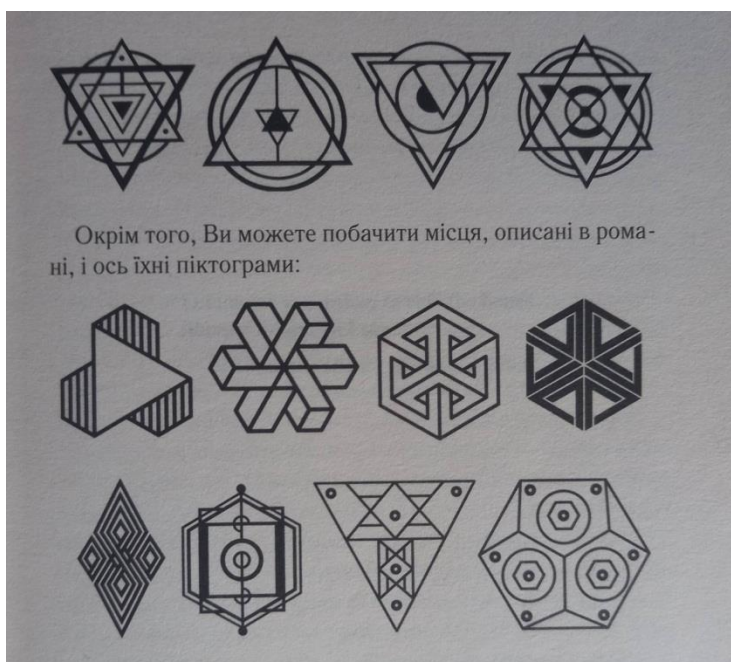 Окрім того, Ви можете побачити місця, описані в рома-
ні, і ось їхні піктограми: